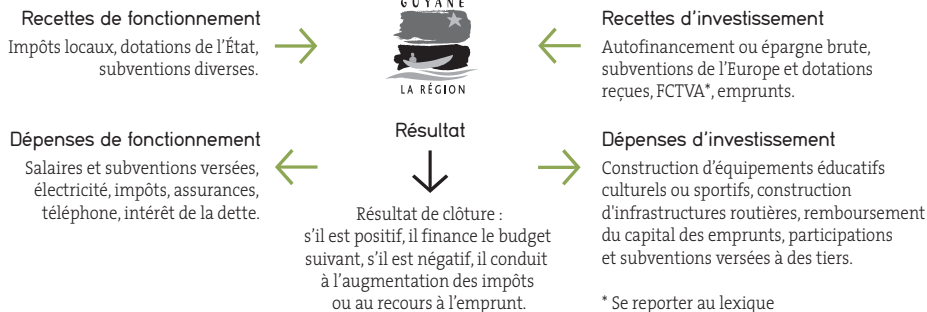 GUYANE
LA RÉGION
Recettes de fonctionnement
Impôts locaux, dotations de l'État,
subventions diverses.
Recettes d'investissement
Autofinancement ou épargne brute,
subventions de l'Europe et dotations
reçues, FCTVA*, emprunts.
Dépenses de fonctionnement
Salaires et subventions versées,
électricité, impôts, assurances,
téléphone, intérêt de la dette.
Résultat
Résultat de clôture :
s'il est positif, il finance le budget
suivant, s'il est négatif, il conduit
à l'augmentation des impôts
ou au recours à l'emprunt.
Dépenses d'investissement
Construction d'équipements éducatifs
culturels ou sportifs, construction
d'infrastructures routières, remboursement
du capital des emprunts, participations
et subventions versées à des tiers.
* Se reporter au lexique